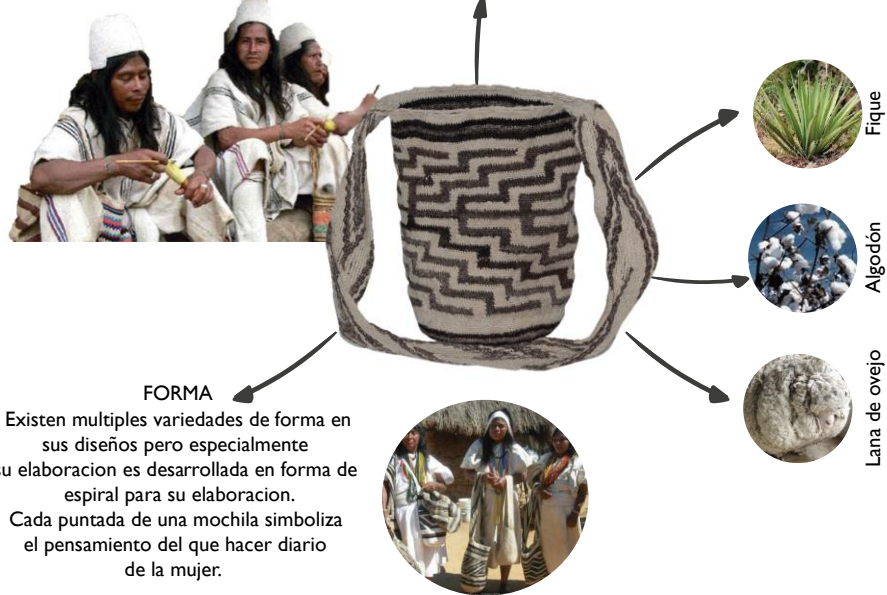 Fique
Algodón
Lana de ovejo
FORMA
Existen multiples variedades de forma en
sus diseños pero especialmente
su elaboracion es desarrollada en forma de
espiral para su elaboracion.
Cada puntada de una mochila simboliza
el pensamiento del que hacer diario
de la mujer.